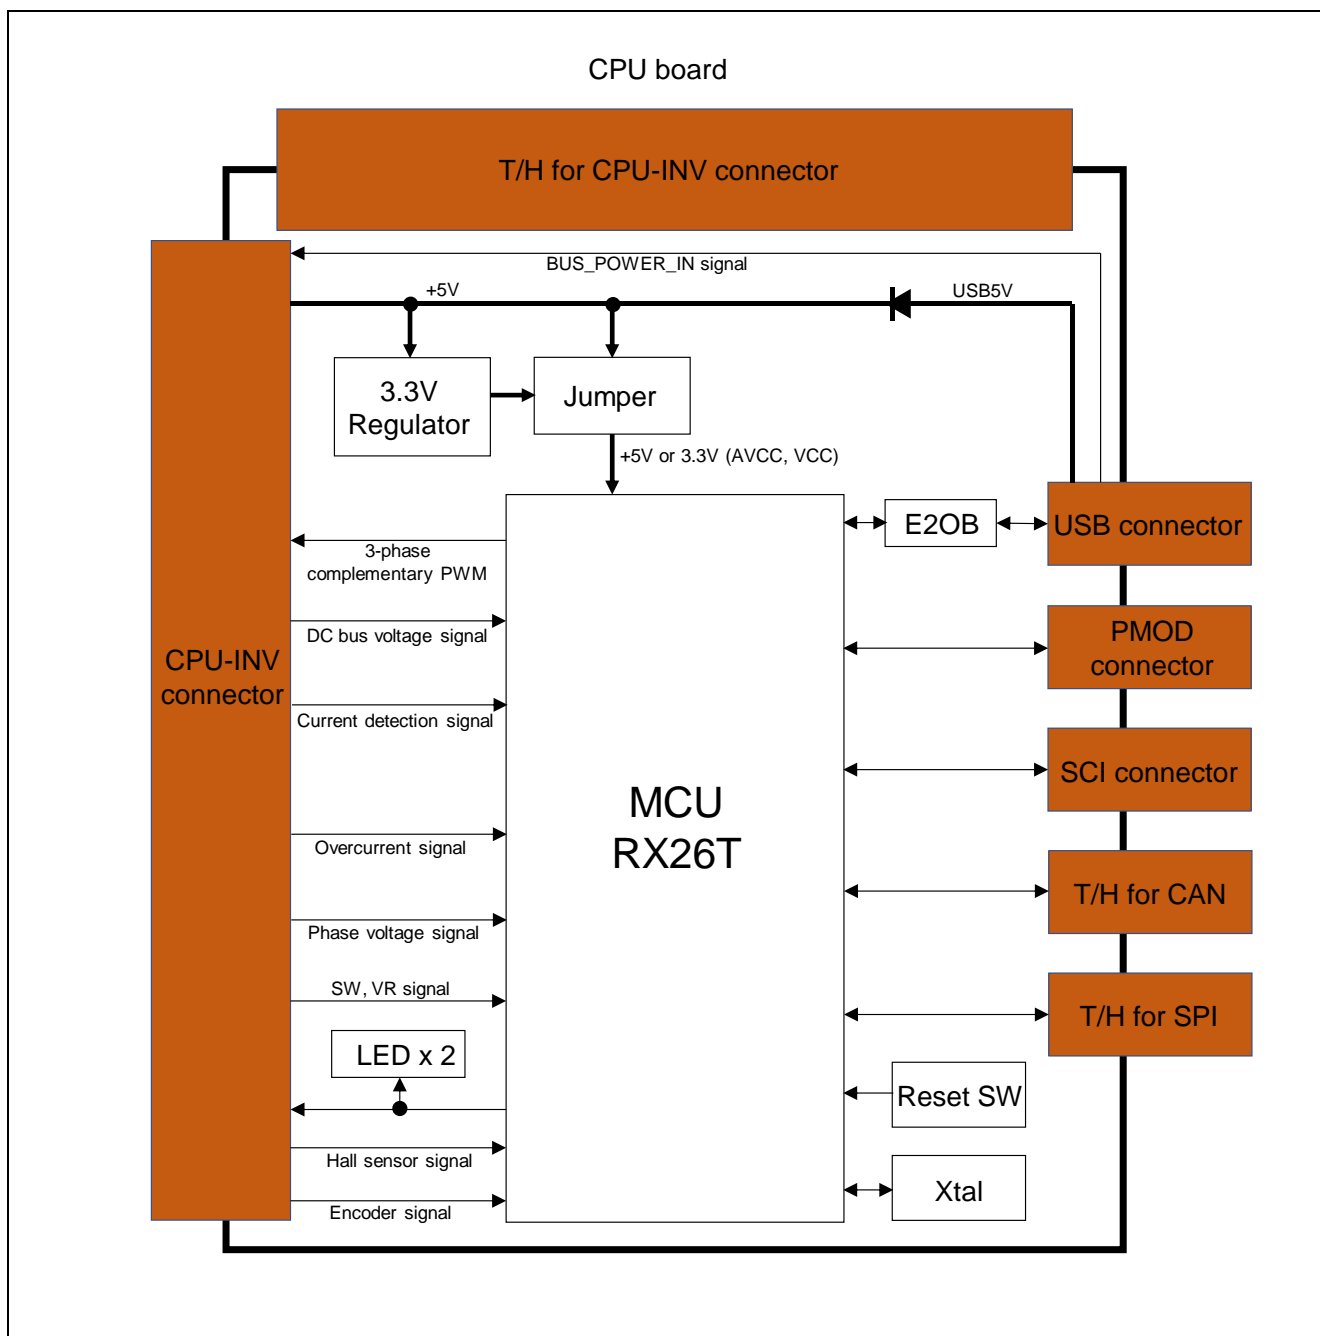 CPU board
T/H for CPU-INV connector
BUS_POWER_IN signal
+5V
USB5V
3.3V
Regulator
Jumper
+5V or 3.3V (AVCC, VCC)
E2OB
USB connector
3-phase
complementary PWM
DC bus voltage signal
PMOD
connector
CPU-INV
connector
Current detection signal
SCI connector
MCU
RX26T
Overcurrent signal
T/H for CAN
Phase voltage signal
SW, VR signal
T/H for SPI
LED x 2
Reset SW
Hall sensor signal
Xtal
Encoder signal